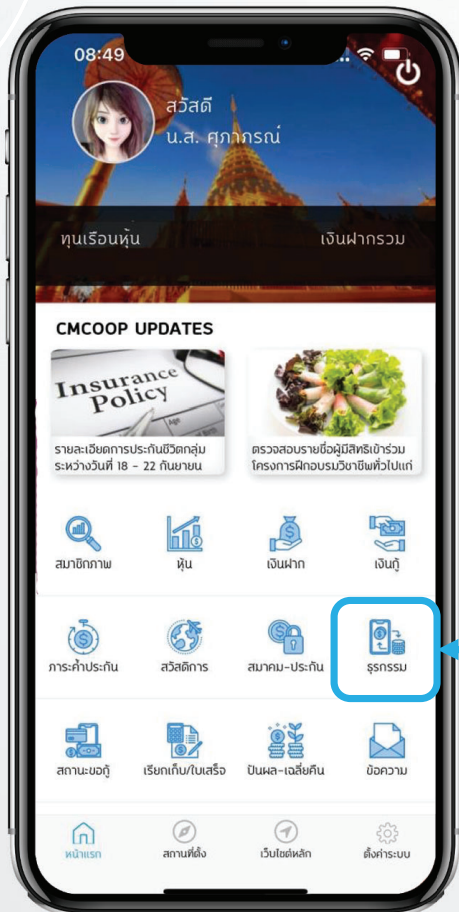 08:49
สวัสดี
น.ส. ศุภาภรณ์
ทุนเรือนหุ้น
เงินฝากรวม
CMCOOP UPDATES
Insurance
Policy
รายละเอียดการประกันชีวิตกลุ่ม
ระหว่างวันที่ 18 - 22 กันยายน
ตรวจสอบรายชื่อผู้มีสิทธิเข้าร่วม
โครงการฝึกอบรมวิชาชีพทั่วไปแก่
สมาชิกภาพ
หุ้น
เงินฝาก
เงินกู้
ภาระค้ำประกัน
สวัสดิการ
สมาคม-ประกัน
ธุรกรรม
สถานะขอกู้
เรียกเก็บ/ใบเสร็จ
ปันผล-เฉลี่ยคืน
ข้อความ
หน้าแรก
สถานที่ตั้ง
เว็บไซต์หลัก
ตั้งค่าระบบ